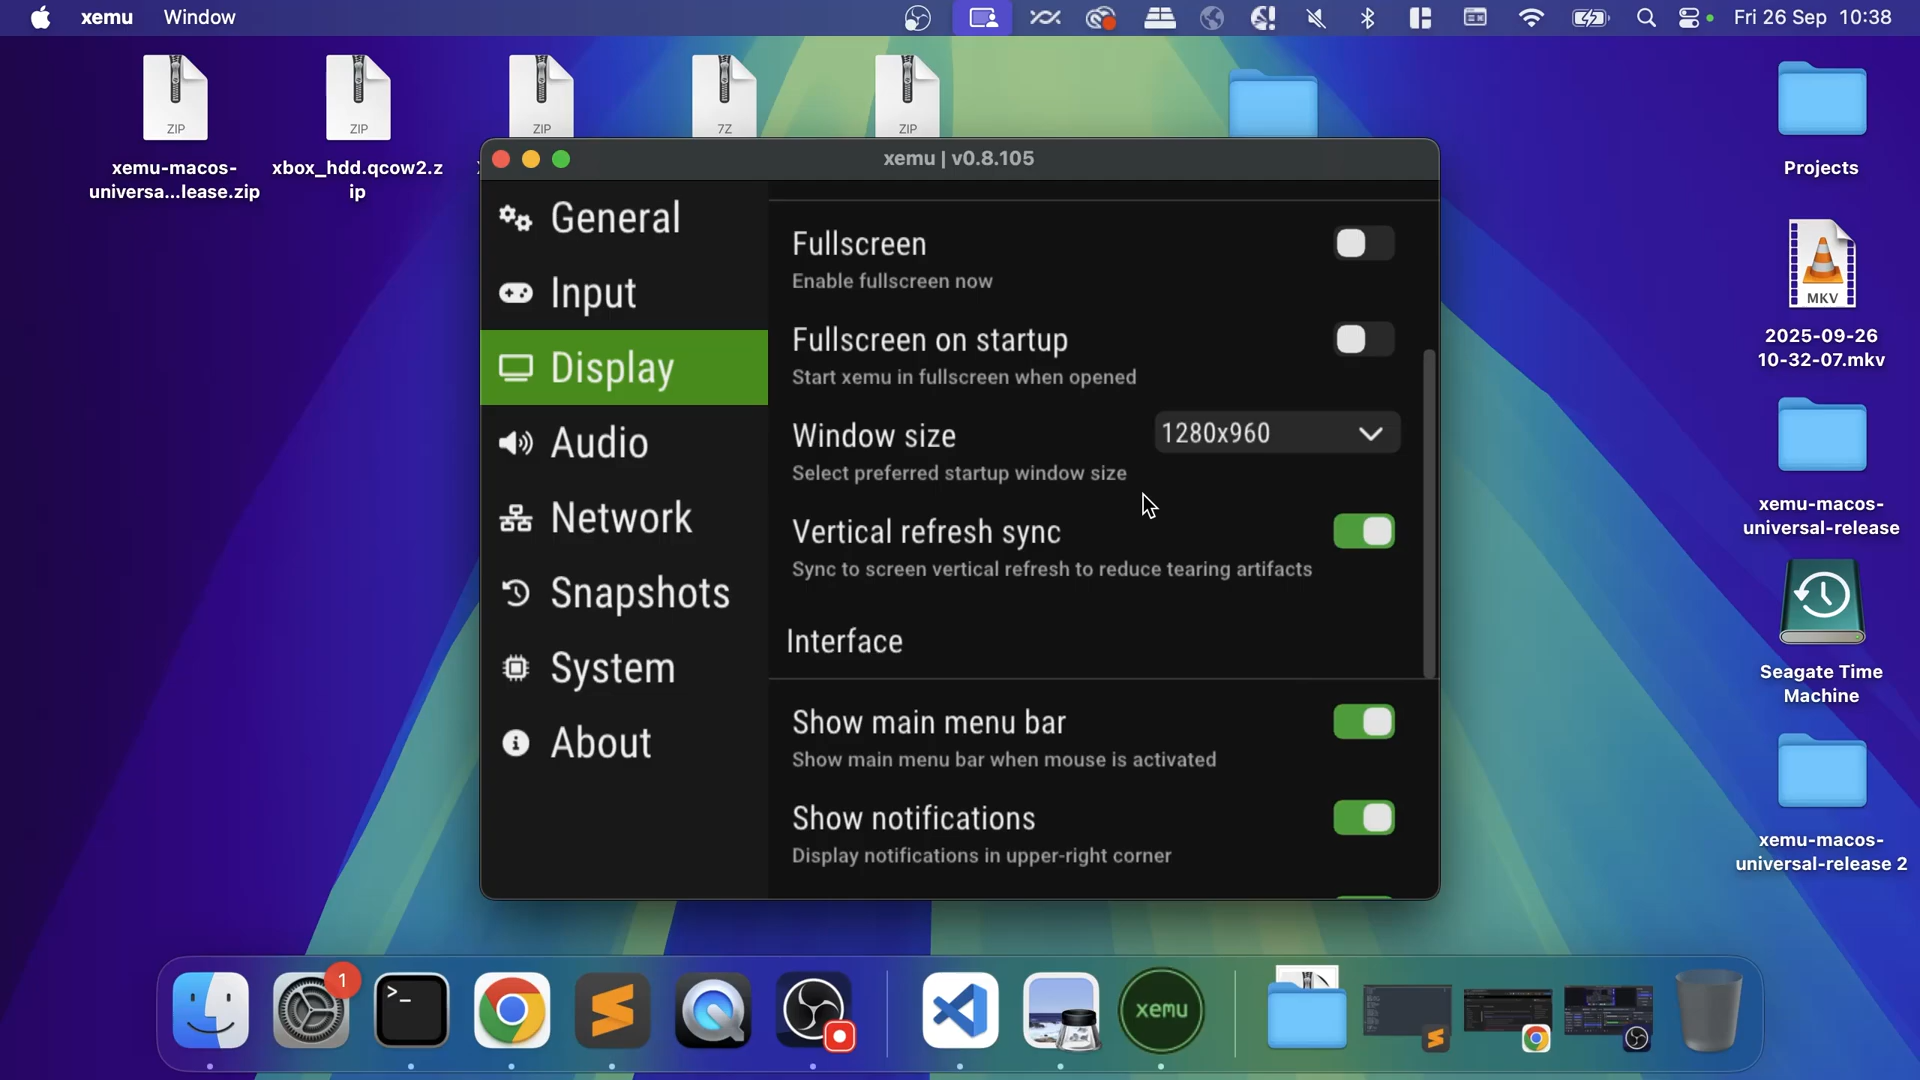 xemu Window Fri 26 Sep 10:38
ZIP
ZIP
ZIP
7Z
ZIP
xemu-macos-
universa...lease.zip
xbox_hdd.qcow2.z
ip
Projects
MKV
2025-09-26
10-32-07.mkv
xemu-macos-
universal-release
Seagate Time
Machine
xemu-macos-
universal-release 2
xemu | v0.8.105
General
Input
Display
Audio
Network
Snapshots
System
About
Fullscreen
Enable fullscreen now
Fullscreen on startup
Start xemu in fullscreen when opened
Window size
1280x960
Select preferred startup window size
Vertical refresh sync
Sync to screen vertical refresh to reduce tearing artifacts
Interface
Show main menu bar
Show main menu bar when mouse is activated
Show notifications
Display notifications in upper-right corner
1
>_
xemu